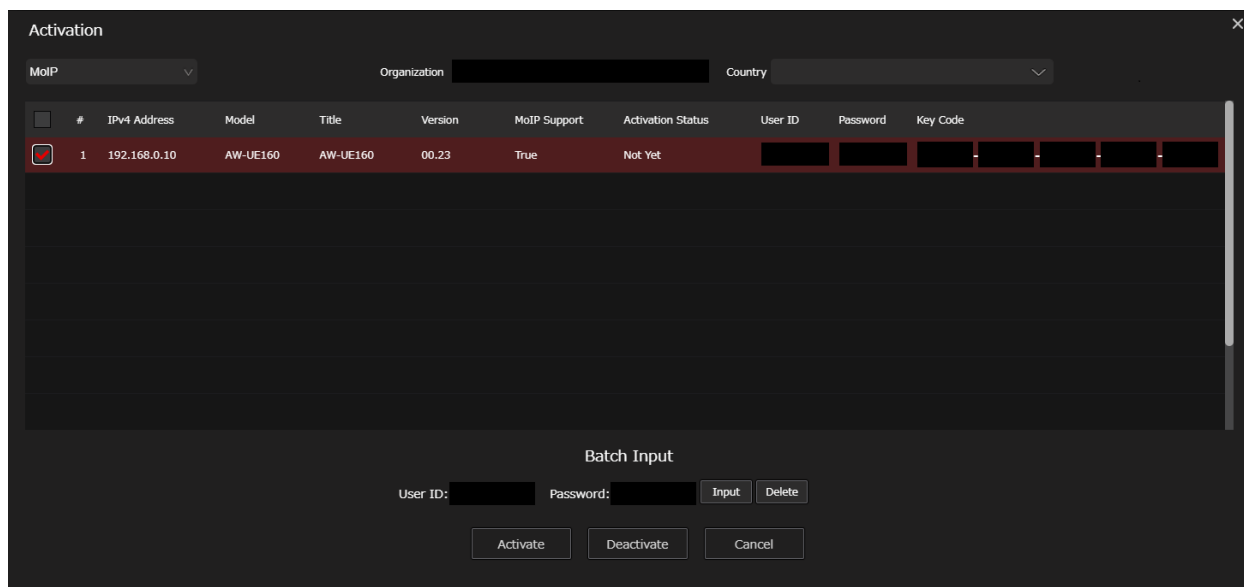 Activation
MoIP Organization Country
# IPv4 Address Model Title Version MoIP Support Activation Status User ID Password Key Code
1 192.168.0.10 AW-UE160 AW-UE160 00.23 True Not Yet - - - -
Batch Input
User ID: Password: Input Delete
Activate Deactivate Cancel